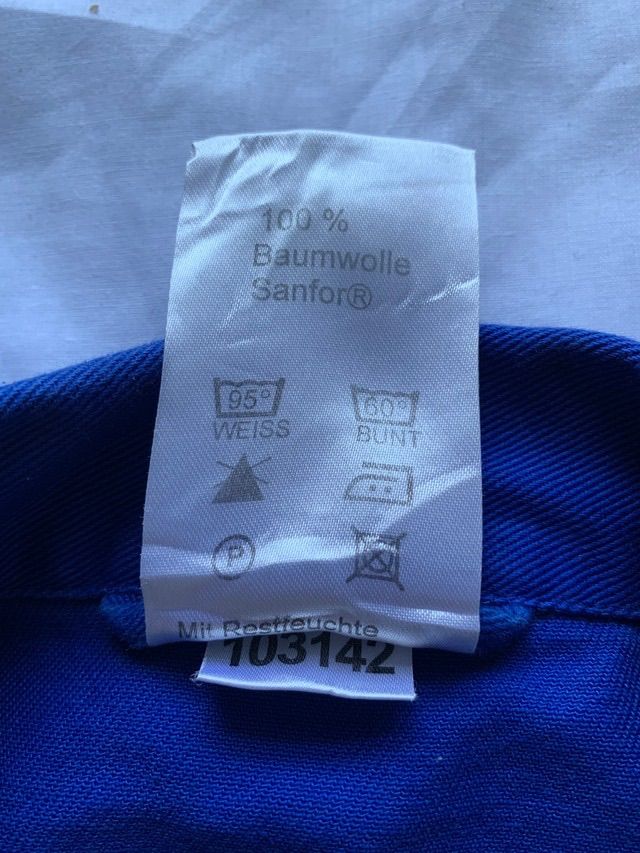 100 %
Baumwolle
Sanfor®
95° 60°
WEISS BUNT
P
Mit Restfeuchte
103142